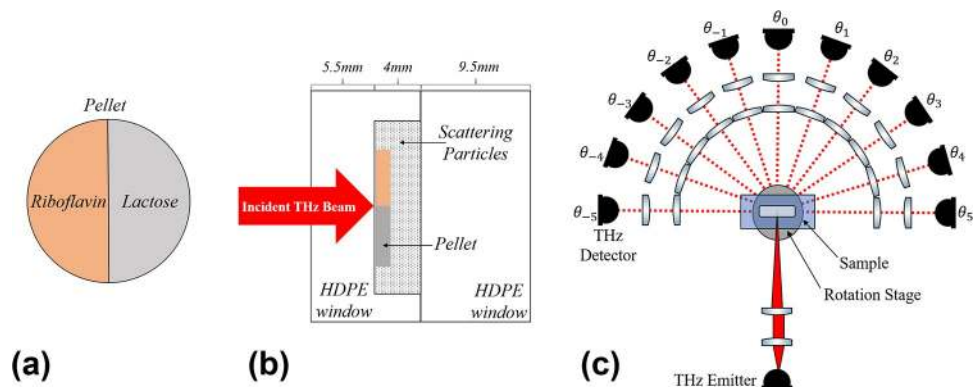 Pellet
Riboflavin
Lactose
(a)
5.5mm
4mm
9.5mm
Scattering
Particles
Incident THz Beam
Pellet
HDPE
window
HDPE
window
(b)
θ₋₅
θ₋₄
θ₋₃
θ₋₂
θ₋₁
θ₀
θ₁
θ₂
θ₃
θ₄
θ₅
THz
Detector
Sample
Rotation Stage
THz Emitter
(c)